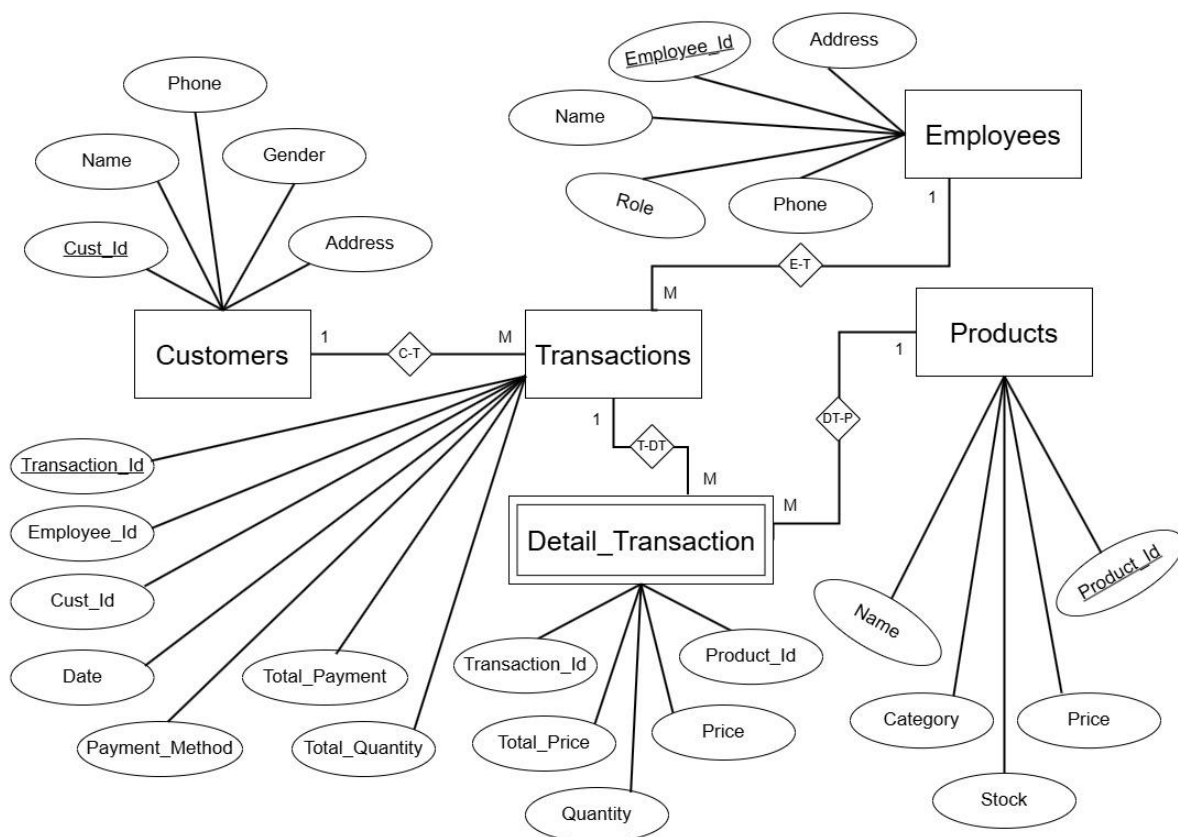 Employee_Id
Address
Phone
Employees
Name
Name
Gender
Role
Phone
1
Cust_Id
Address
E-T
M
Customers
1
C-T
M
Transactions
Products
1
1
T-DT
DT-P
Transaction_Id
M
M
Employee_Id
Detail_Transaction
Product_Id
Cust_Id
Name
Date
Total_Payment
Transaction_Id
Product_Id
Payment_Method
Total_Quantity
Total_Price
Price
Category
Price
Quantity
Stock